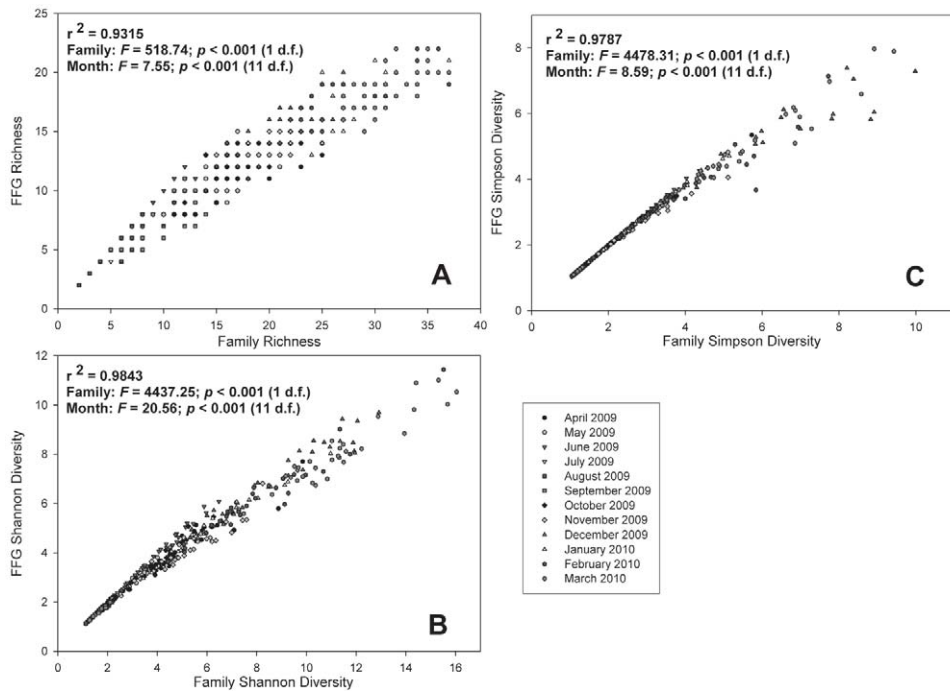 r 2 = 0.9315
Family: F = 518.74; p < 0.001 (1 d.f.)
Month: F = 7.55; p < 0.001 (11 d.f.)
25
20
15
10
5
0
FFG Richness
A
0 5 10 15 20 25 30 35 40
Family Richness
r 2 = 0.9787
Family: F = 4478.31; p < 0.001 (1 d.f.)
Month: F = 8.59; p < 0.001 (11 d.f.)
8
6
4
2
0
FFG Simpson Diversity
C
0 2 4 6 8 10
Family Simpson Diversity
r 2 = 0.9843
Family: F = 4437.25; p < 0.001 (1 d.f.)
Month: F = 20.56; p < 0.001 (11 d.f.)
12
10
8
6
4
2
0
FFG Shannon Diversity
B
0 2 4 6 8 10 12 14 16
Family Shannon Diversity
April 2009
May 2009
June 2009
July 2009
August 2009
September 2009
October 2009
November 2009
December 2009
January 2010
February 2010
March 2010